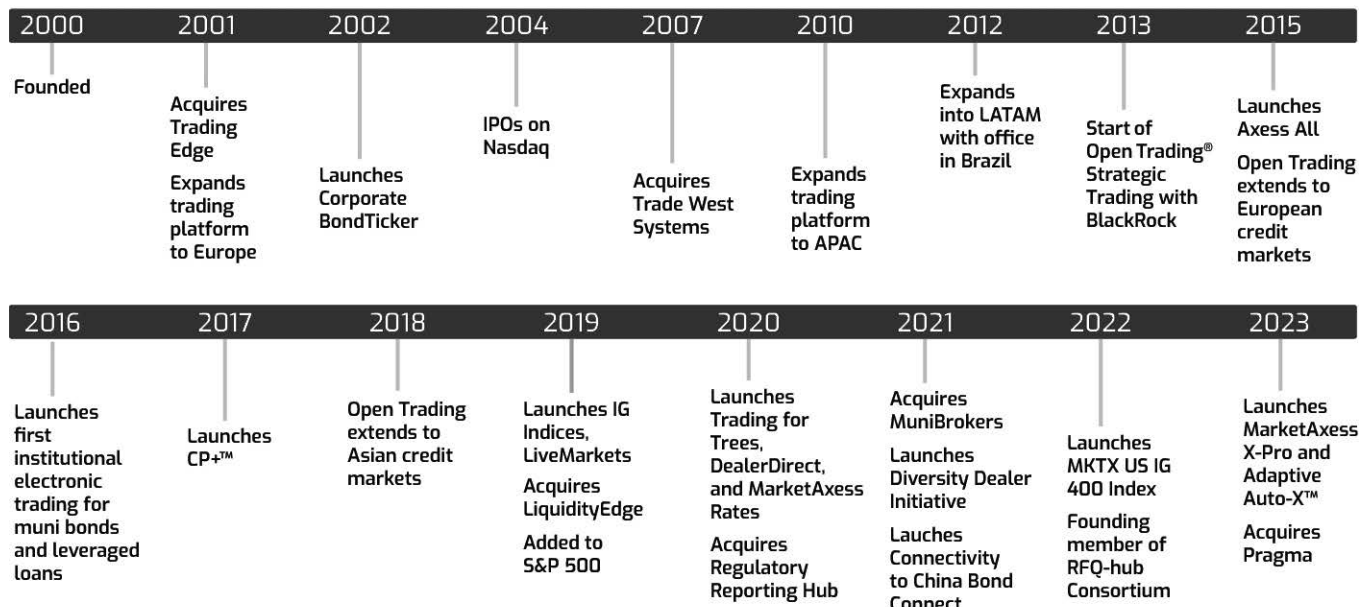 2000 2001 2002 2004 2007 2010 2012 2013 2015
Founded
Acquires
Trading
Edge
Expands
trading
platform
to Europe
Launches
Corporate
BondTicker
IPOs on
Nasdaq
Acquires
Trade West
Systems
Expands
trading
platform
to APAC
Expands
into LATAM
with office
in Brazil
Start of
Open Trading®
Strategic
Trading with
BlackRock
Launches
Axess All
Open Trading
extends to
European
credit
markets
2016 2017 2018 2019 2020 2021 2022 2023
Launches
first
institutional
electronic
trading for
muni bonds
and leveraged
loans
Launches
CP+™
Open Trading
extends to
Asian credit
markets
Launches IG
Indices,
LiveMarkets
Acquires
LiquidityEdge
Added to
S&P 500
Launches
Trading for
Trees,
DealerDirect,
and MarketAxess
Rates
Acquires
Regulatory
Reporting Hub
Acquires
MuniBrokers
Launches
Diversity Dealer
Initiative
Lauches
Connectivity
to China Bond
Connect
Launches
MKTX US IG
400 Index
Founding
member of
RFQ-hub
Consortium
Launches
MarketAxess
X-Pro and
Adaptive
Auto-X™
Acquires
Pragma